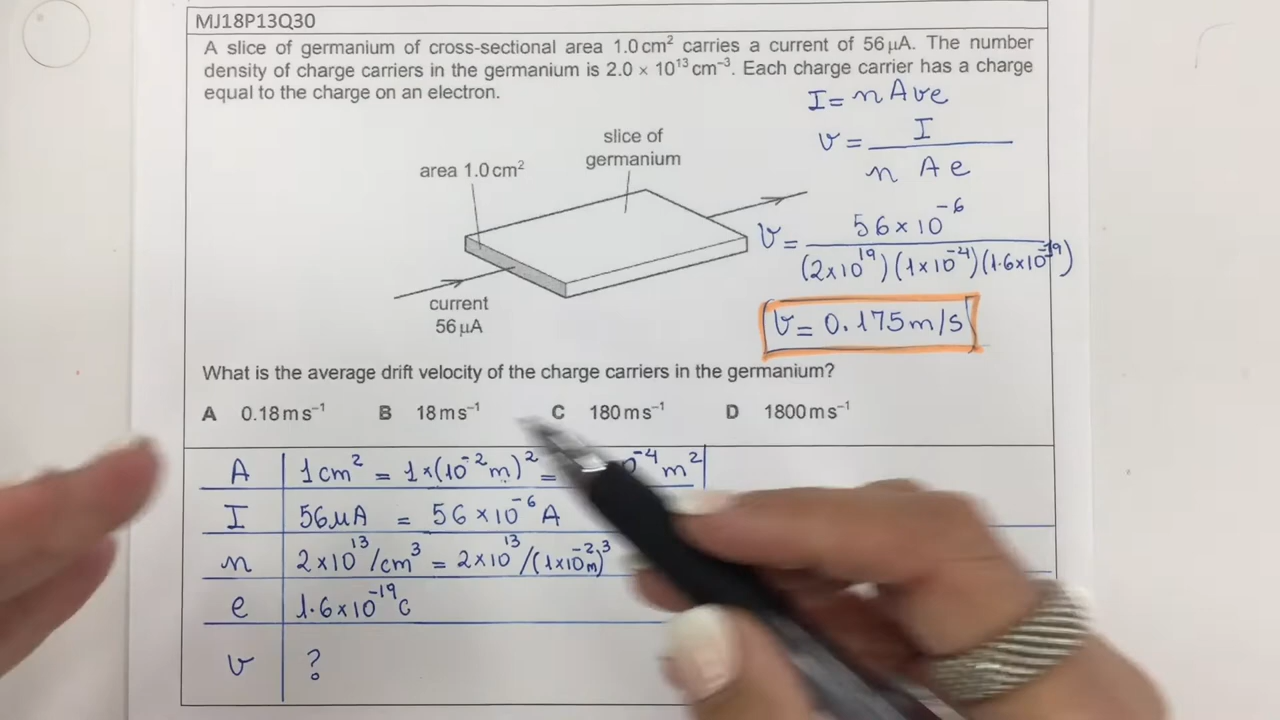 MJ18P13Q30
A slice of germanium of cross-sectional area 1.0 cm² carries a current of 56 μA. The number
density of charge carriers in the germanium is 2.0 × 10¹³ cm⁻³. Each charge carrier has a charge
equal to the charge on an electron.
I = nAve
v = I / n A e
v = 56×10⁻⁶ / (2×10¹⁹)(1×10⁻⁴)(1.6×10⁻¹⁹)
v = 0.175 m/s
slice of
germanium
area 1.0 cm²
current
56 μA
What is the average drift velocity of the charge carriers in the germanium?
A 0.18 m s⁻¹ B 18 m s⁻¹ C 180 m s⁻¹ D 1800 m s⁻¹
A 1 cm² = 1×(10⁻² m)² = ⁻⁴ m²
I 56 μA = 56×10⁻⁶ A
n 2×10¹³ /cm³ = 2×10¹³ /(1×10⁻² m)³
e 1.6×10⁻¹⁹ C
v ?